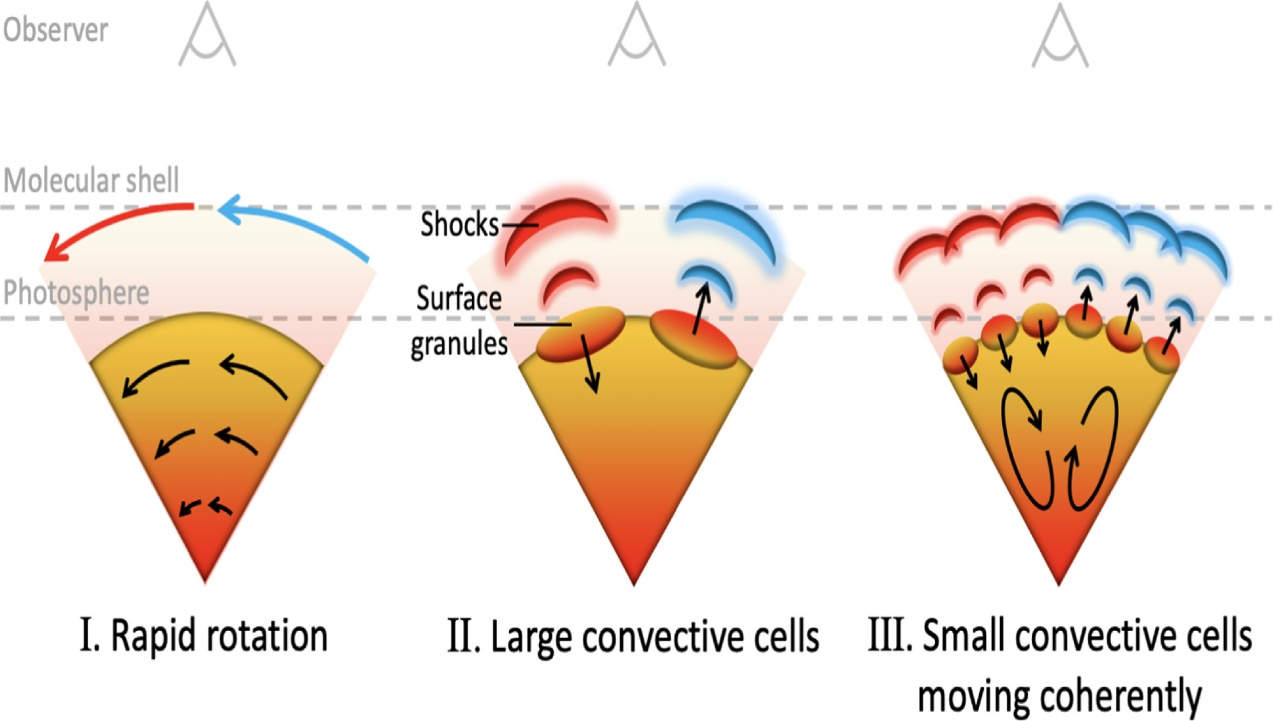 Observer
Molecular shell
Shocks
Photosphere
Surface
granules
I. Rapid rotation
II. Large convective cells
III. Small convective cells
moving coherently